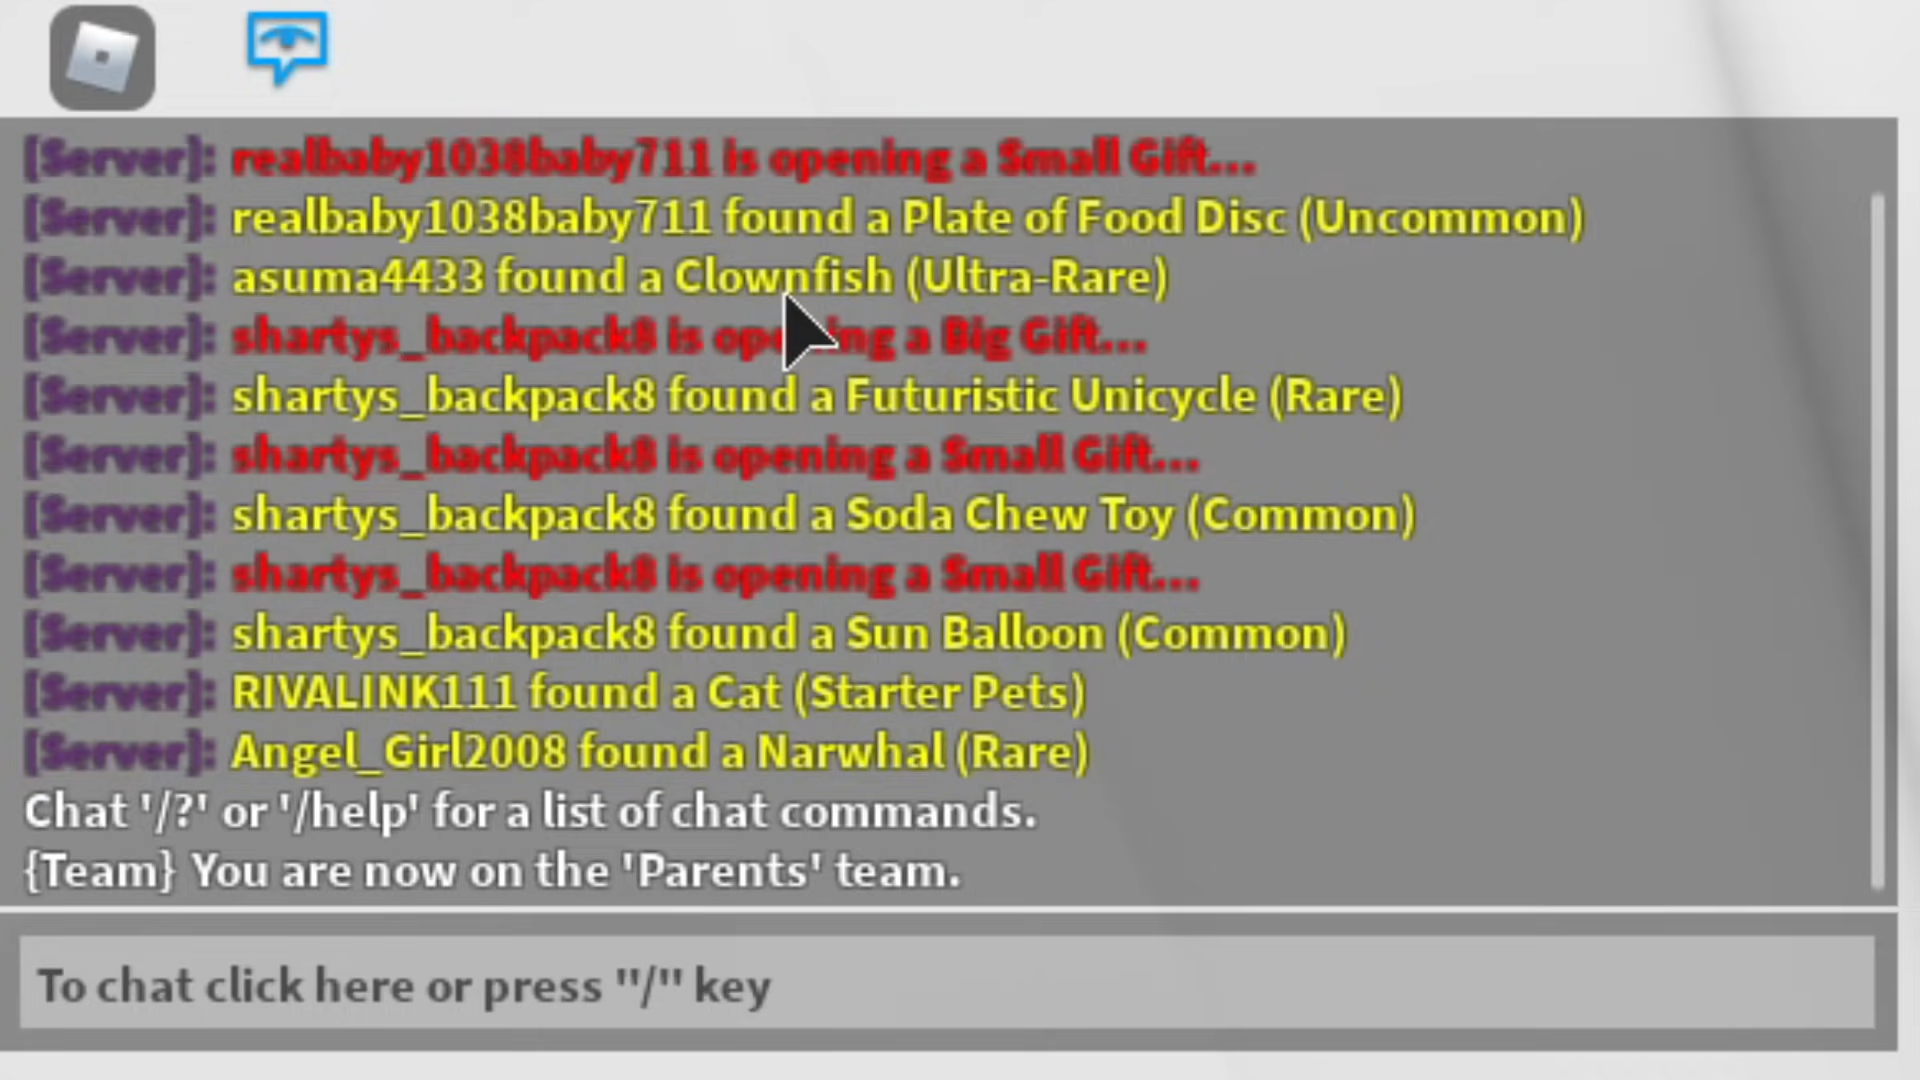 [Server]: realbaby1038baby711 is opening a Small Gift...
[Server]: realbaby1038baby711 found a Plate of Food Disc (Uncommon)
[Server]: asuma4433 found a Clownfish (Ultra-Rare)
[Server]: shartys_backpack8 is opening a Big Gift...
[Server]: shartys_backpack8 found a Futuristic Unicycle (Rare)
[Server]: shartys_backpack8 is opening a Small Gift...
[Server]: shartys_backpack8 found a Soda Chew Toy (Common)
[Server]: shartys_backpack8 is opening a Small Gift...
[Server]: shartys_backpack8 found a Sun Balloon (Common)
[Server]: RIVALINK111 found a Cat (Starter Pets)
[Server]: Angel_Girl2008 found a Narwhal (Rare)
Chat '/?' or '/help' for a list of chat commands.
{Team} You are now on the 'Parents' team.
To chat click here or press "/" key